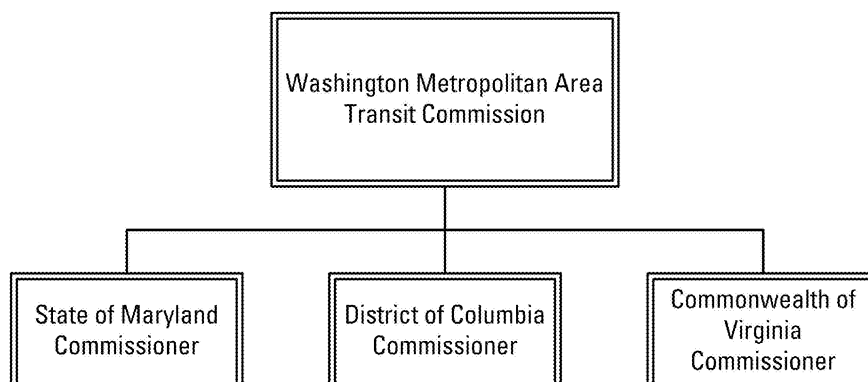 Washington Metropolitan Area
Transit Commission
State of Maryland
Commissioner
District of Columbia
Commissioner
Commonwealth of
Virginia
Commissioner